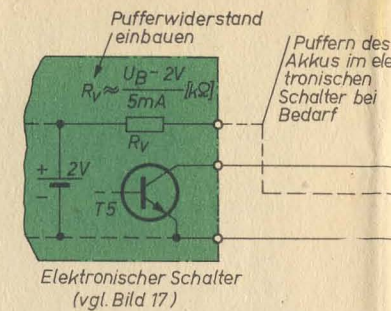 Pufferwiderstand
einbauen
Puffern des
Akkus im ele
tronischen
Schalter bei
Bedarf
R_V ≈ U_B - 2V / 5mA [kΩ]
R_V
+ 2V
-
T5
Elektronischer Schalter
(vgl. Bild 17)